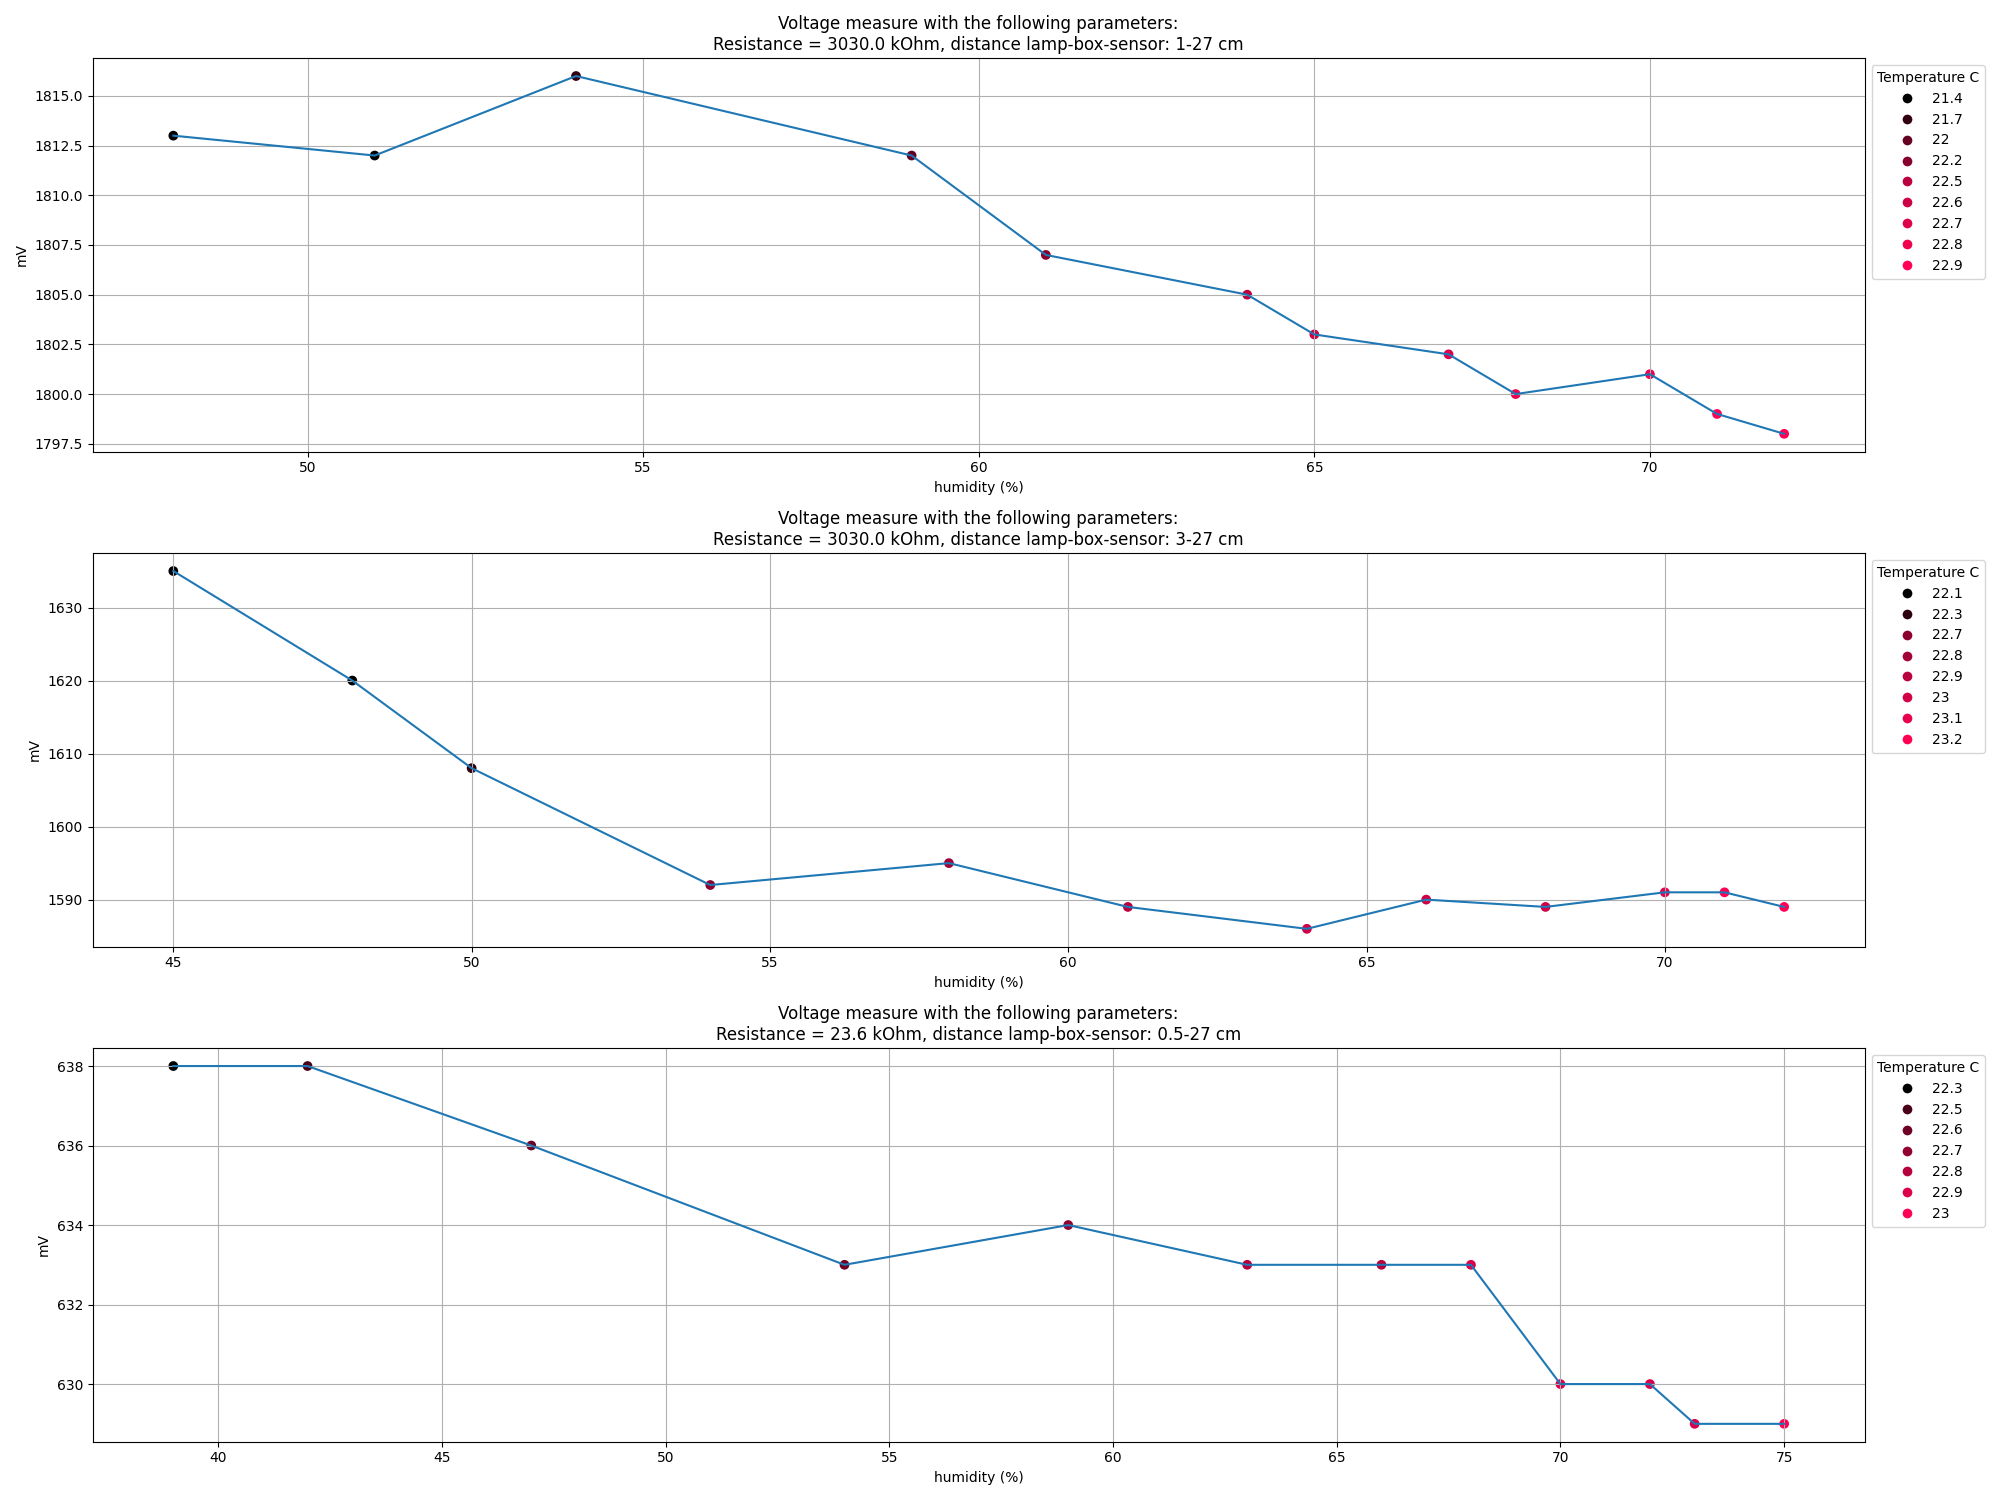 Voltage measure with the following parameters:
Resistance = 3030.0 kOhm, distance lamp-box-sensor: 1-27 cm
1815.0
1812.5
1810.0
1807.5
1805.0
1802.5
1800.0
1797.5
mV
50 55 60 65 70
humidity (%)
Temperature C
21.4
21.7
22
22.2
22.5
22.6
22.7
22.8
22.9
Voltage measure with the following parameters:
Resistance = 3030.0 kOhm, distance lamp-box-sensor: 3-27 cm
1630
1620
1610
1600
1590
mV
45 50 55 60 65 70
humidity (%)
Temperature C
22.1
22.3
22.7
22.8
22.9
23
23.1
23.2
Voltage measure with the following parameters:
Resistance = 23.6 kOhm, distance lamp-box-sensor: 0.5-27 cm
638
636
634
632
630
mV
40 45 50 55 60 65 70 75
humidity (%)
Temperature C
22.3
22.5
22.6
22.7
22.8
22.9
23